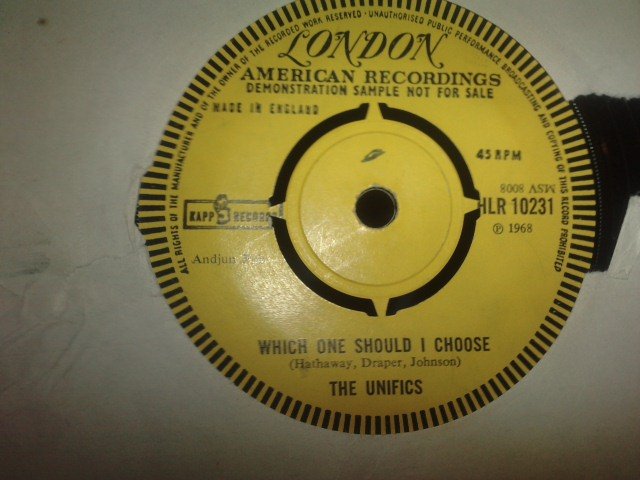 ALL RIGHTS OF THE MANUFACTURER AND OF THE OWNER OF THE RECORDED WORK RESERVED · UNAUTHORISED PUBLIC PERFORMANCE BROADCASTING AND COPYING OF THIS RECORD PROHIBITED
LONDON
AMERICAN RECORDINGS
DEMONSTRATION SAMPLE NOT FOR SALE
MADE IN ENGLAND
45 RPM
MSV 8008
KAPP RECORDS
HLR 10231
℗ 1968
Andjun
WHICH ONE SHOULD I CHOOSE
(Hathaway, Draper, Johnson)
THE UNIFICS